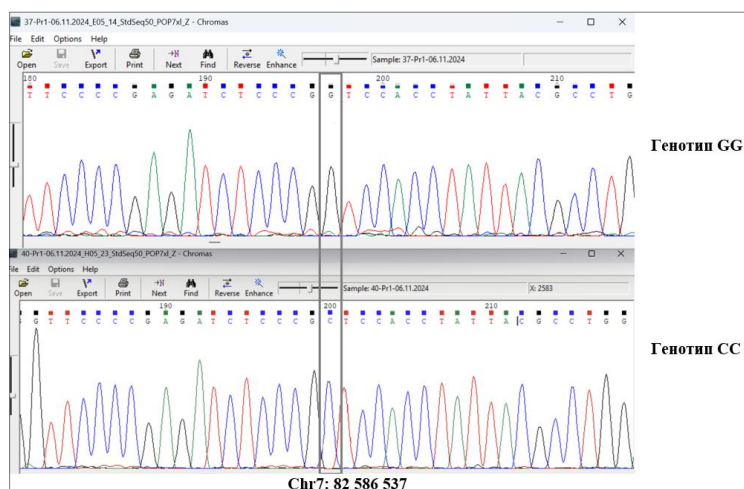 37-Pr1-06.11.2024_E05_14_StdSeq50_POP7xl_Z - Chromas
File Edit Options Help
Open Save Export Print Next Find Reverse Enhance Sample: 37-Pr1-06.11.2024
180 190 200 210
T T C C C C G A G A T C T C C C G G T C C A C C T A T T A C G C C T G
Генотип GG
40-Pr1-06.11.2024_H05_23_StdSeq50_POP7xl_Z - Chromas
File Edit Options Help
Open Save Export Print Next Find Reverse Enhance Sample: 40-Pr1-06.11.2024 X: 2583
190 200 210
G G T T C C C C G A G A T C T C C C G C T C C A C C T A T T A C G C C T G G
Генотип CC
Chr7: 82 586 537